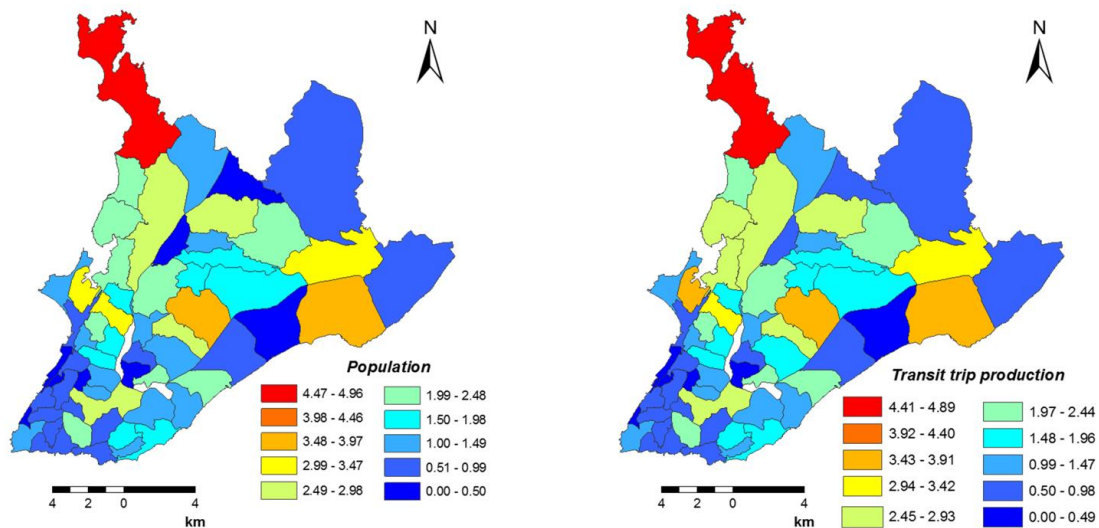 N
Population
4.47 - 4.96
3.98 - 4.46
3.48 - 3.97
2.99 - 3.47
2.49 - 2.98
1.99 - 2.48
1.50 - 1.98
1.00 - 1.49
0.51 - 0.99
0.00 - 0.50
4 2 0 4
km
N
Transit trip production
4.41 - 4.89
3.92 - 4.40
3.43 - 3.91
2.94 - 3.42
2.45 - 2.93
1.97 - 2.44
1.48 - 1.96
0.99 - 1.47
0.50 - 0.98
0.00 - 0.49
4 2 0 4
km